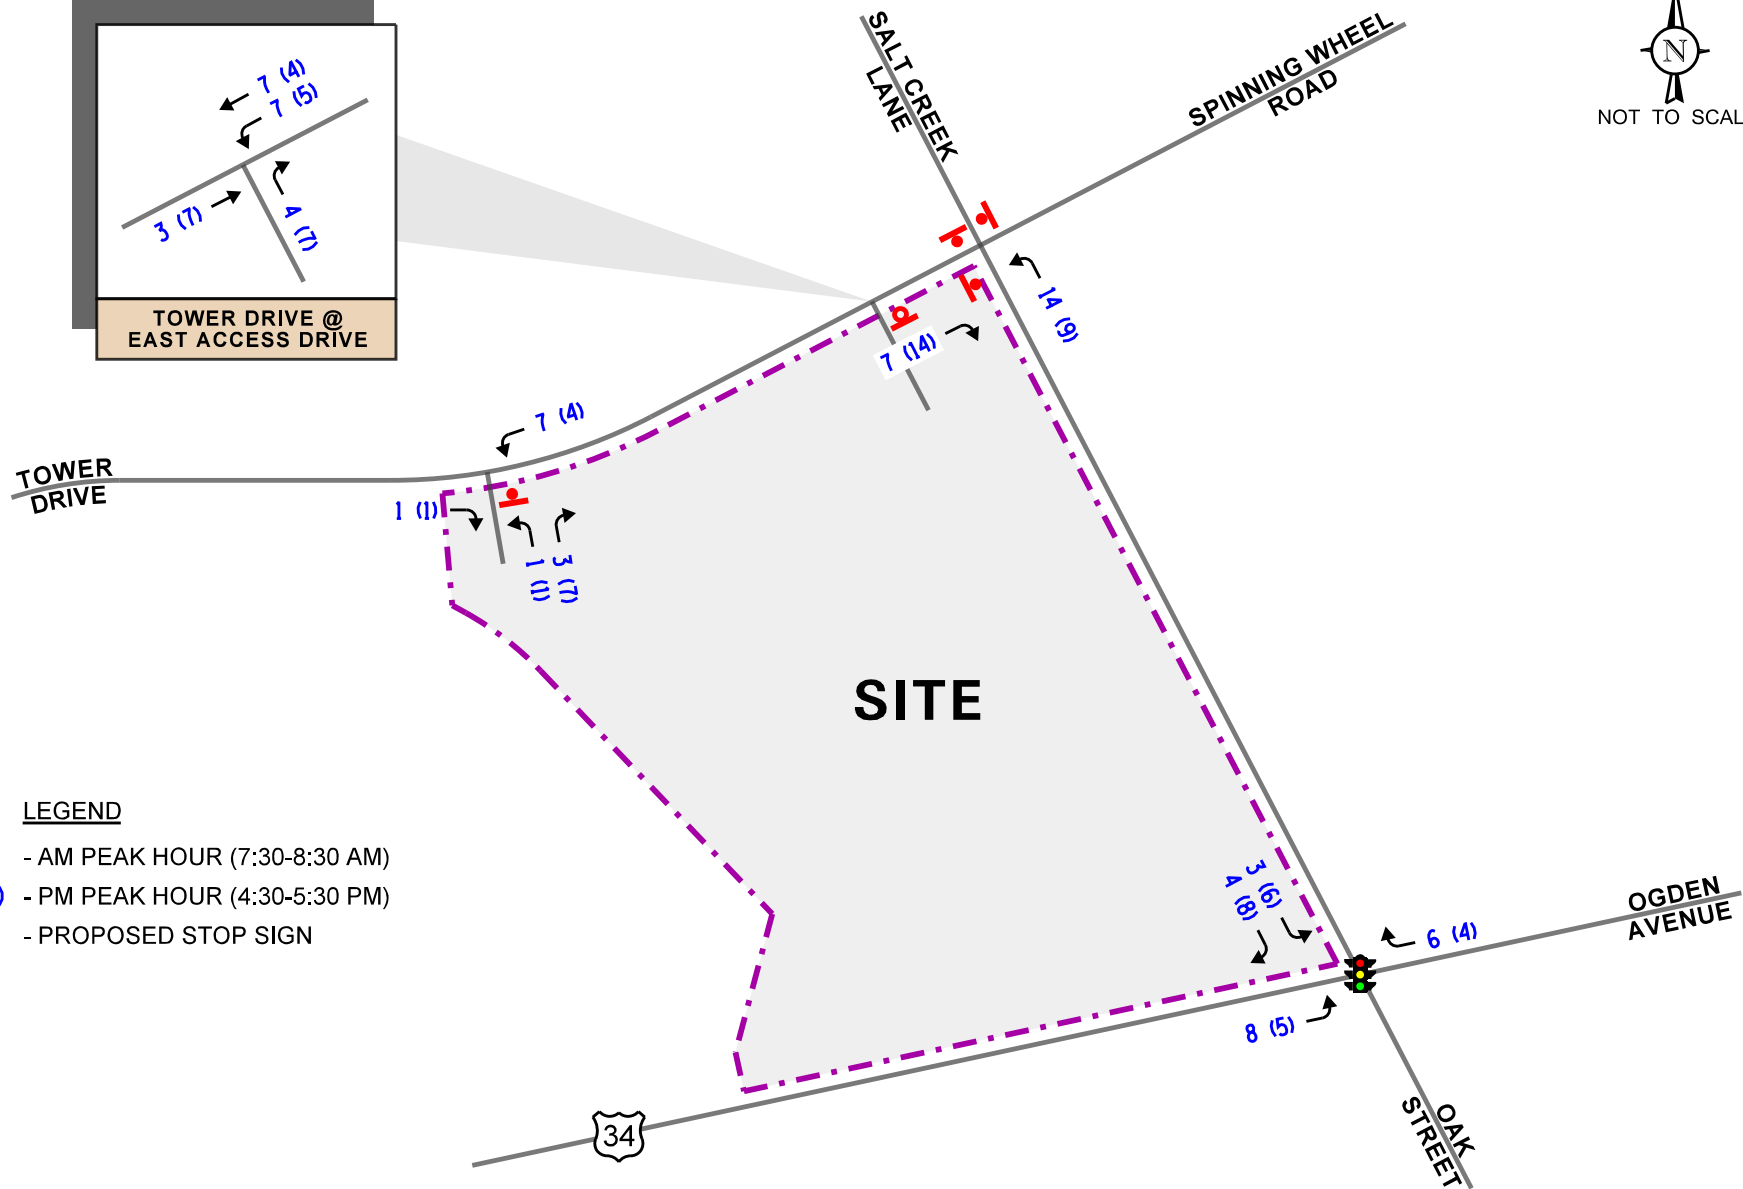 7 (4)
7 (5)
3 (7)
4 (7)
TOWER DRIVE @
EAST ACCESS DRIVE
SALT CREEK
LANE
SPINNING WHEEL
ROAD
N
NOT TO SCAL
14 (9)
7 (14)
7 (4)
TOWER
DRIVE
1 (1)
1 (1)
3 (7)
SITE
LEGEND
- AM PEAK HOUR (7:30-8:30 AM)
) - PM PEAK HOUR (4:30-5:30 PM)
- PROPOSED STOP SIGN
3 (6)
4 (8)
OGDEN
AVENUE
6 (4)
8 (5)
34
OAK
STREET